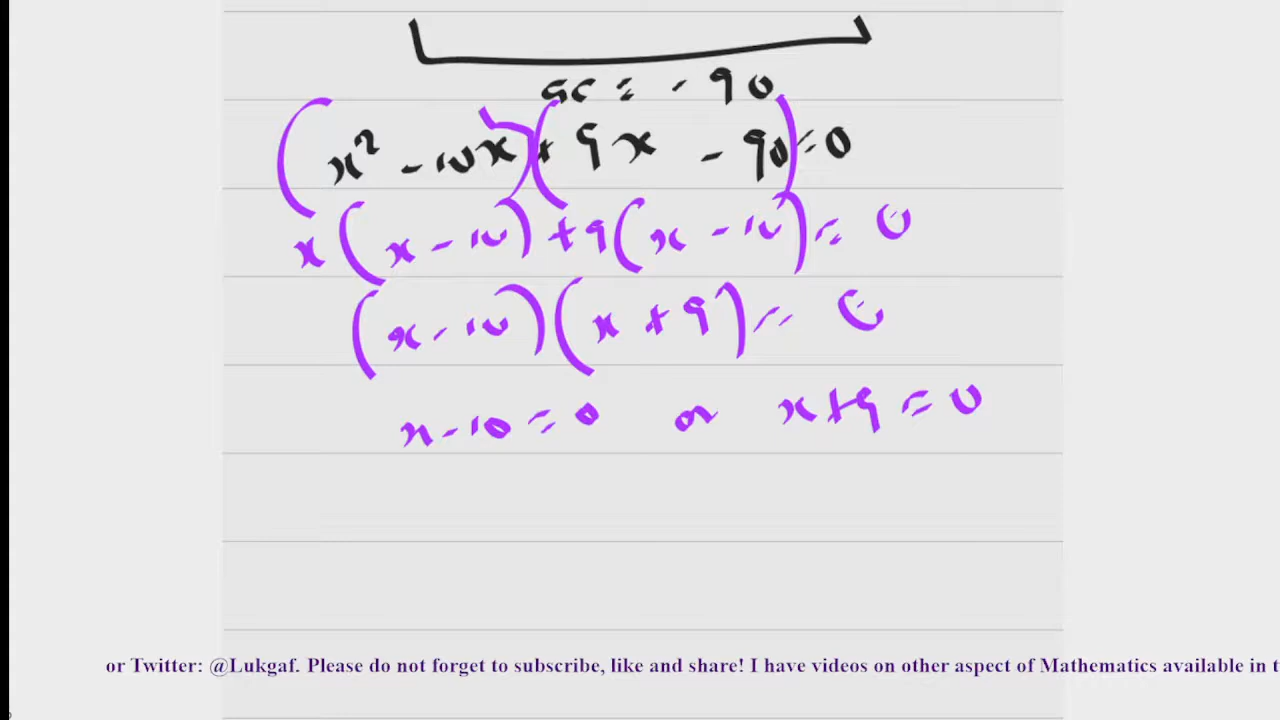 ac = -90
(x² - 10x) + (9x - 90) = 0
x(x - 10) + 9(x - 10) = 0
(x - 10)(x + 9) = 0
x - 10 = 0 or x + 9 = 0
or Twitter: @Lukgaf. Please do not forget to subscribe, like and share! I have videos on other aspect of Mathematics available in t